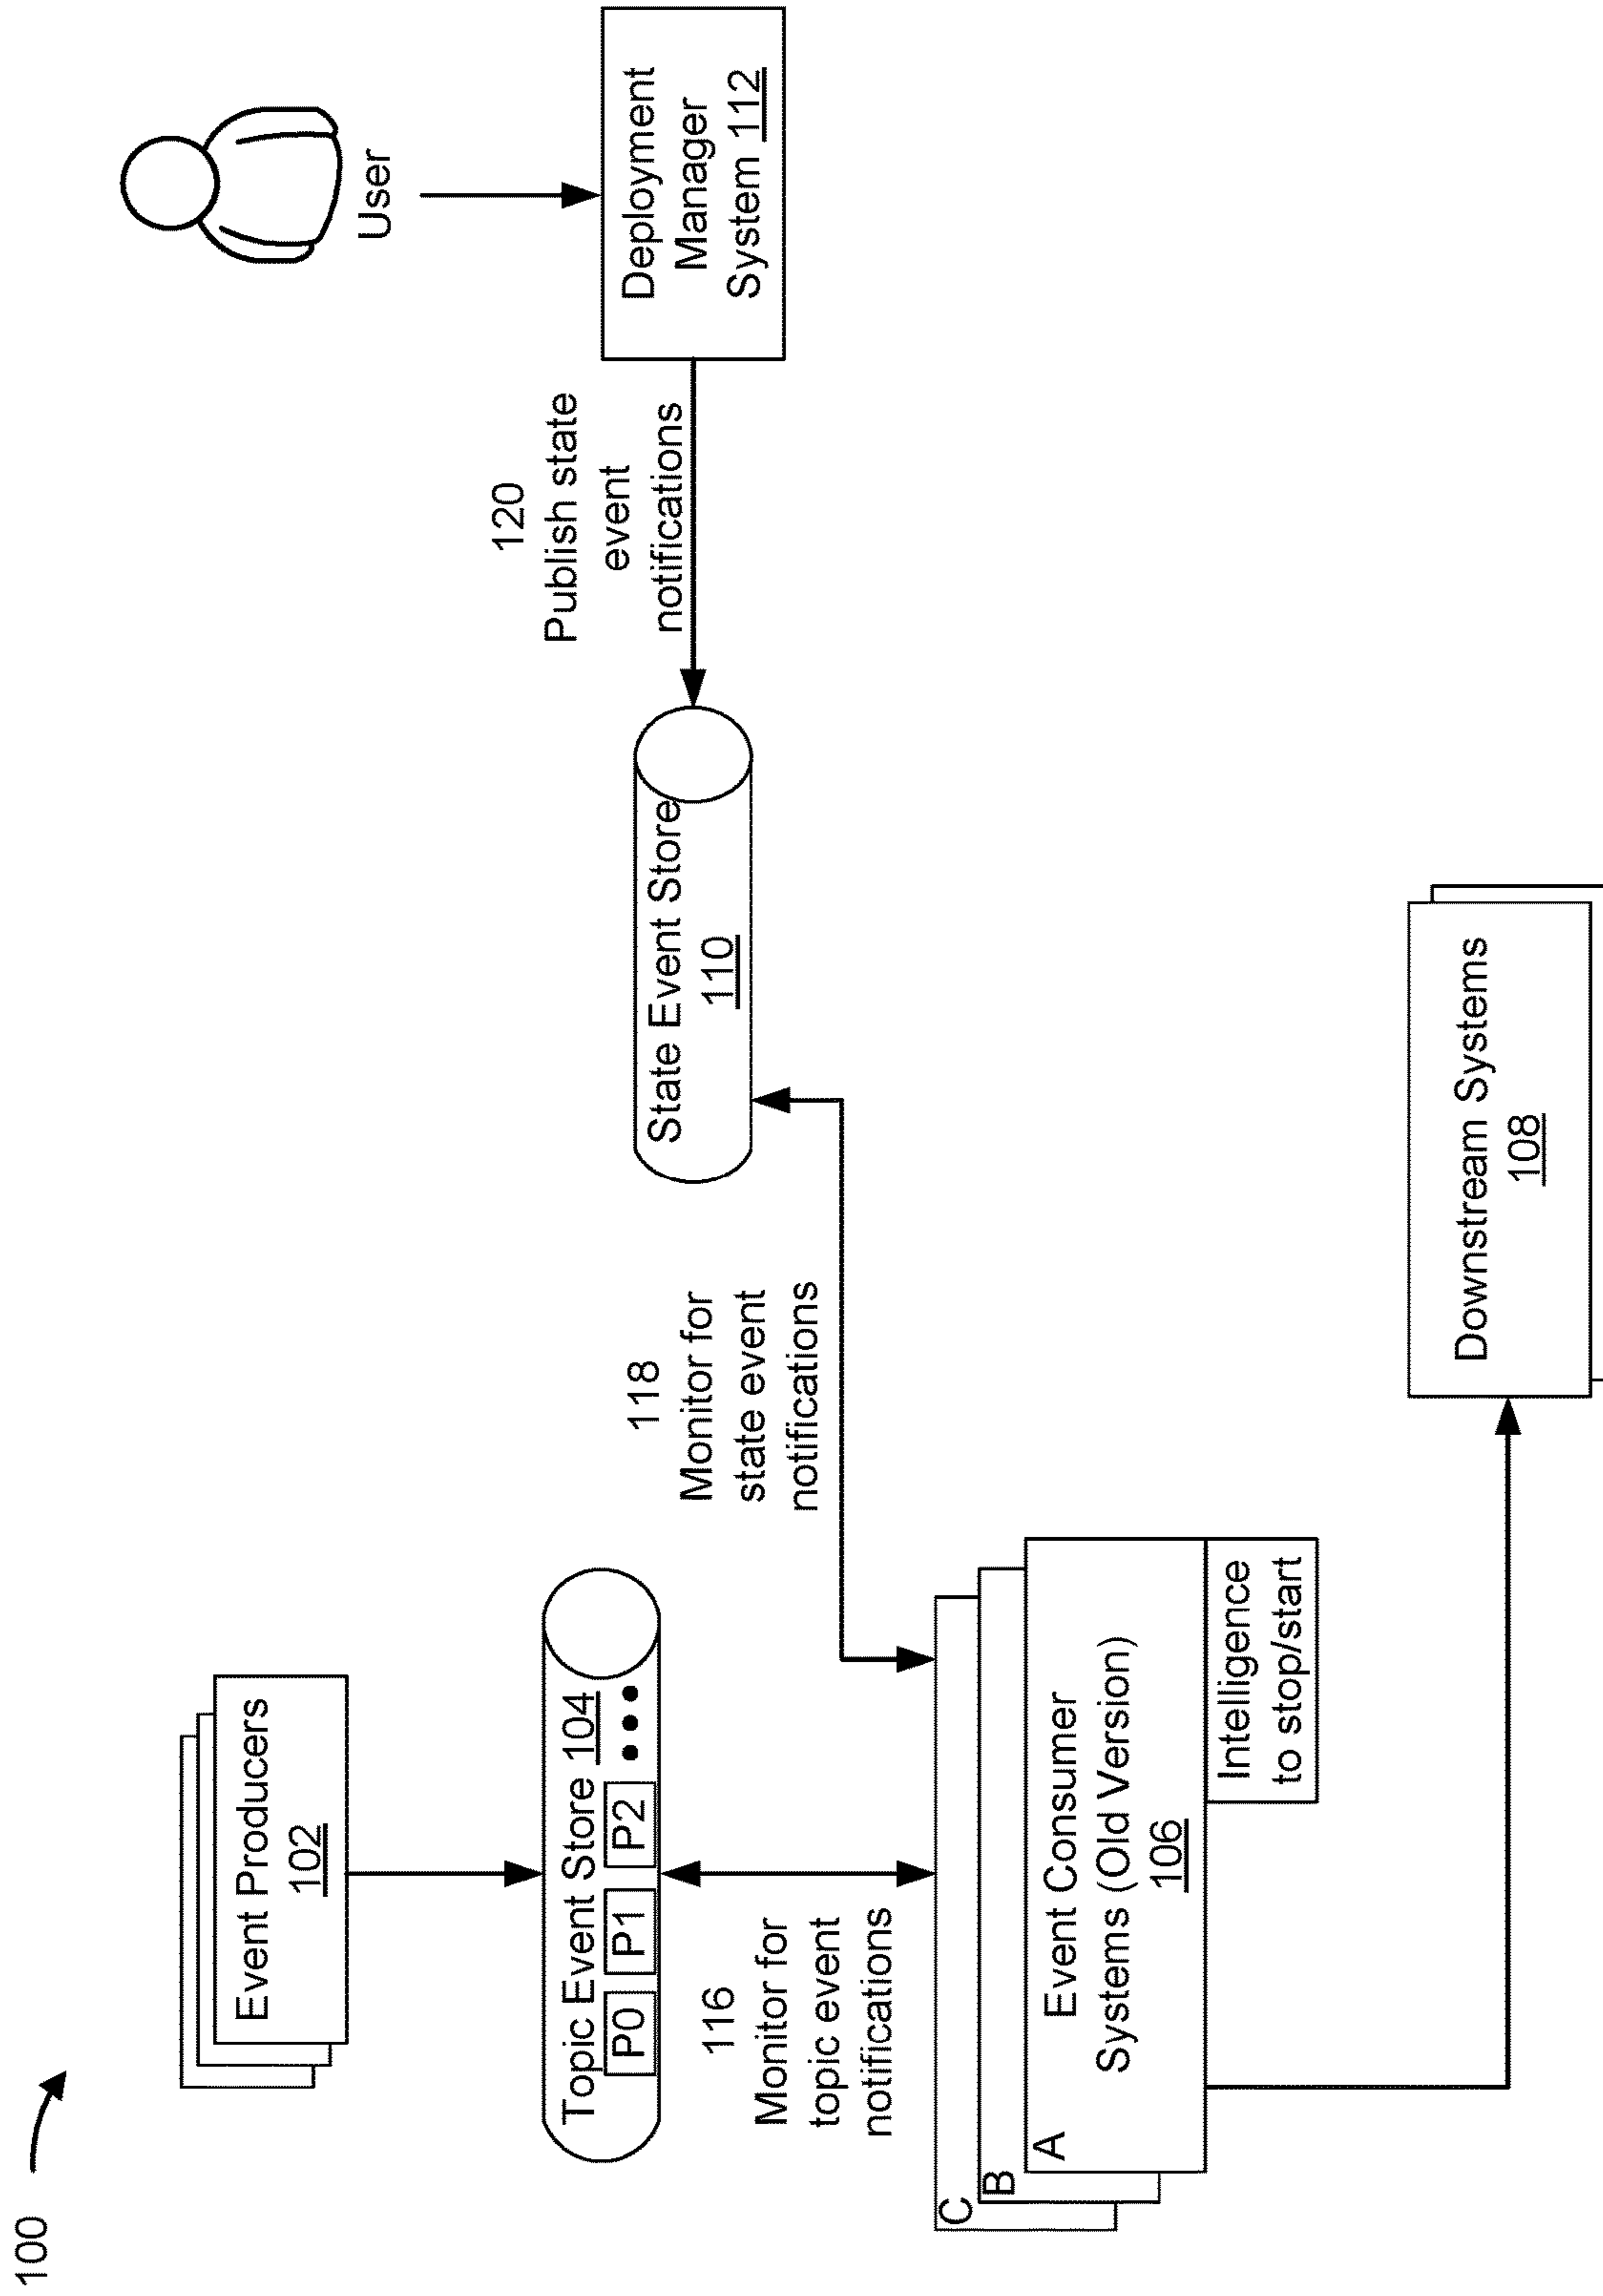 100
Event Producers
102
Topic Event Store 104
P0 P1 P2
116
Monitor for
topic event
notifications
C
B
A
Event Consumer
Systems (Old Version)
106
Intelligence
to stop/start
118
Monitor for
state event
notifications
State Event Store
110
120
Publish state
event
notifications
User
Deployment
Manager
System 112
Downstream Systems
108